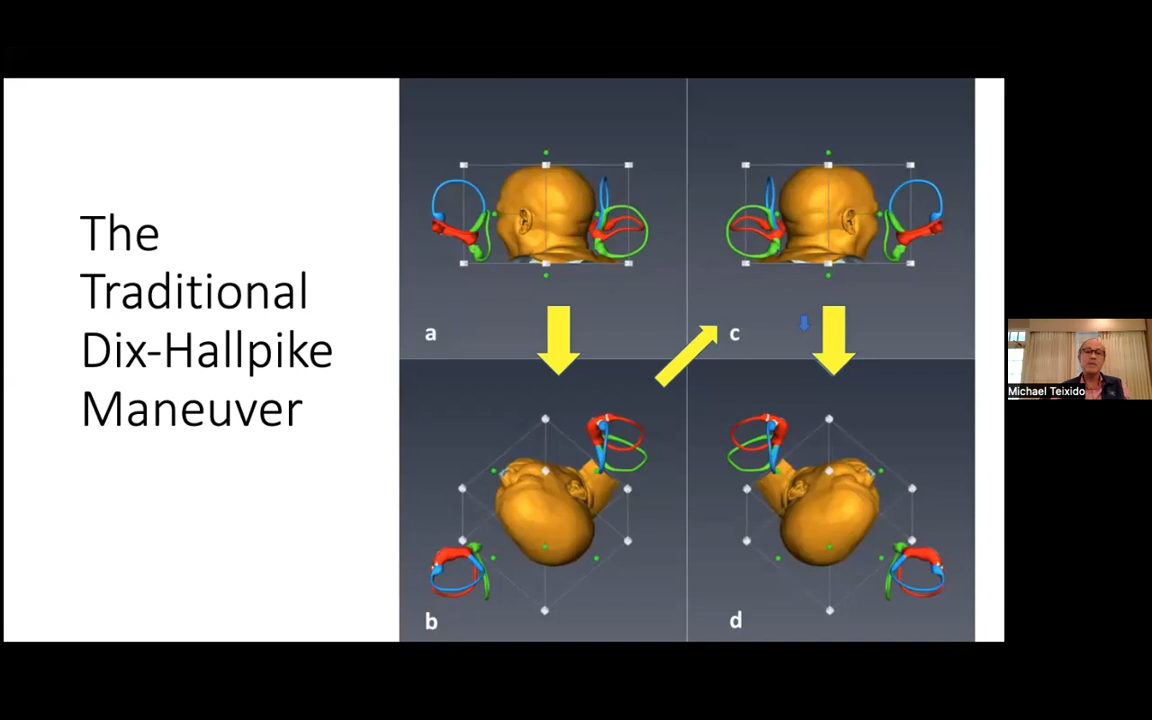 The
Traditional
Dix-Hallpike
Maneuver
a
c
b
d
Michael Teixido